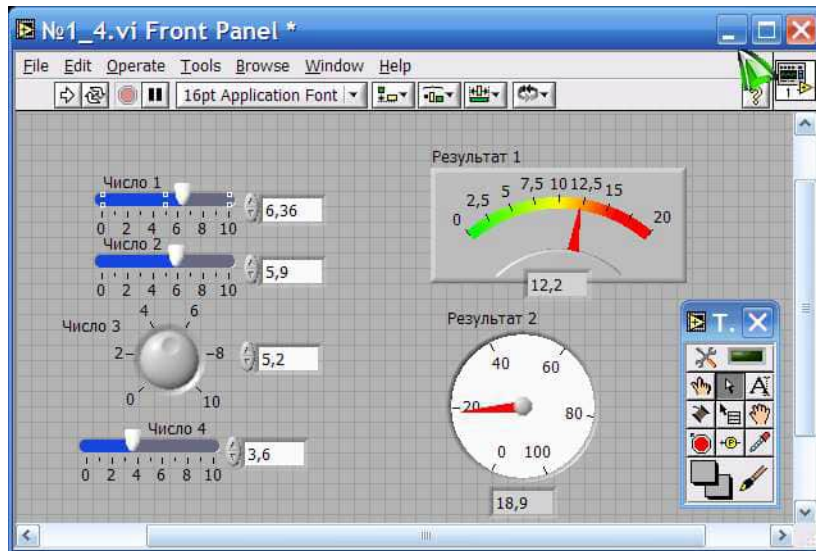 №1_4.vi Front Panel *
File Edit Operate Tools Browse Window Help
16pt Application Font
?
1
Число 1
0 2 4 6 8 10
6,36
Число 2
0 2 4 6 8 10
5,9
Число 3
0 2 4 6 8 10
5,2
Число 4
0 2 4 6 8 10
3,6
Результат 1
0 2,5 5 7,5 10 12,5 15 20
12,2
Результат 2
0 20 40 60 80 100
18,9
T.
A
P